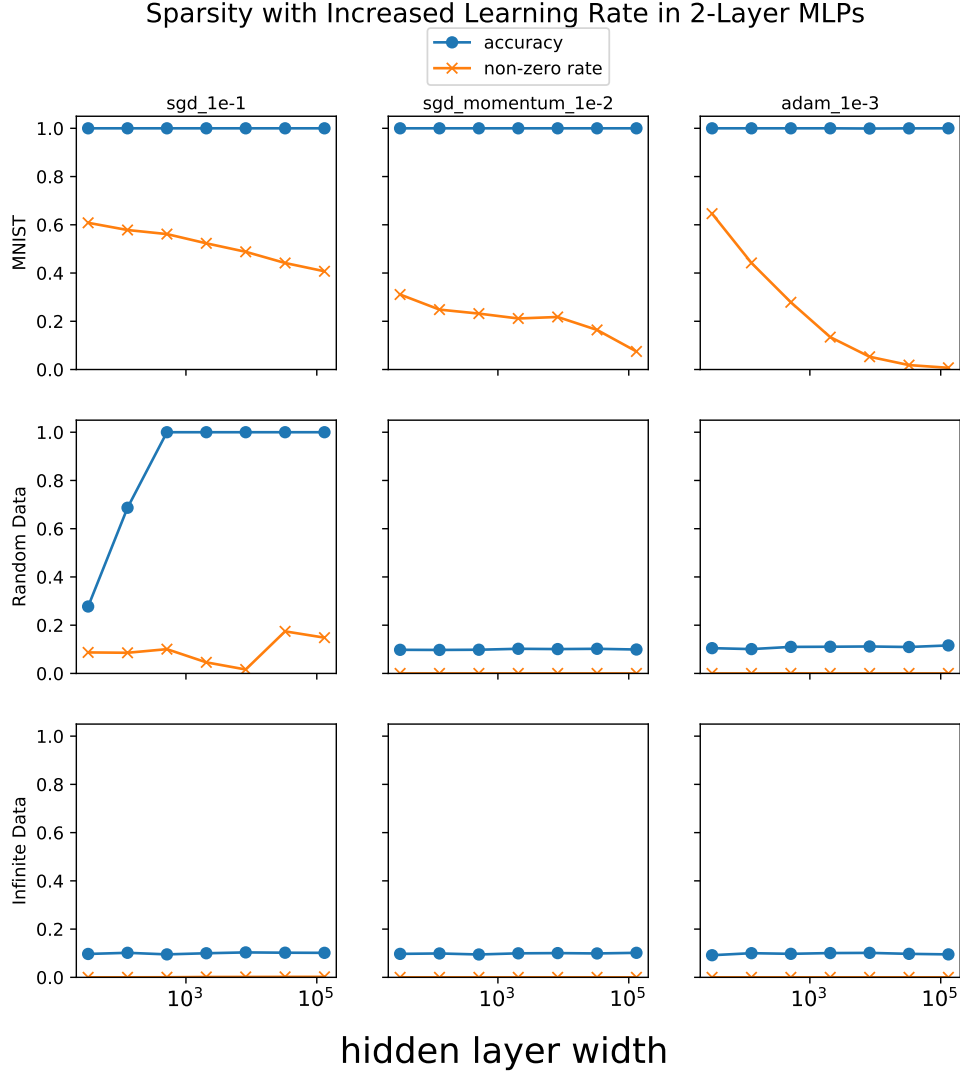 Sparsity with Increased Learning Rate in 2-Layer MLPs
accuracy
non-zero rate
sgd_1e-1
sgd_momentum_1e-2
adam_1e-3
1.0
0.8
0.6
0.4
0.2
0.0
MNIST
1.0
0.8
0.6
0.4
0.2
0.0
Random Data
1.0
0.8
0.6
0.4
0.2
0.0
Infinite Data
10³ 10⁵ 10³ 10⁵ 10³ 10⁵
hidden layer width